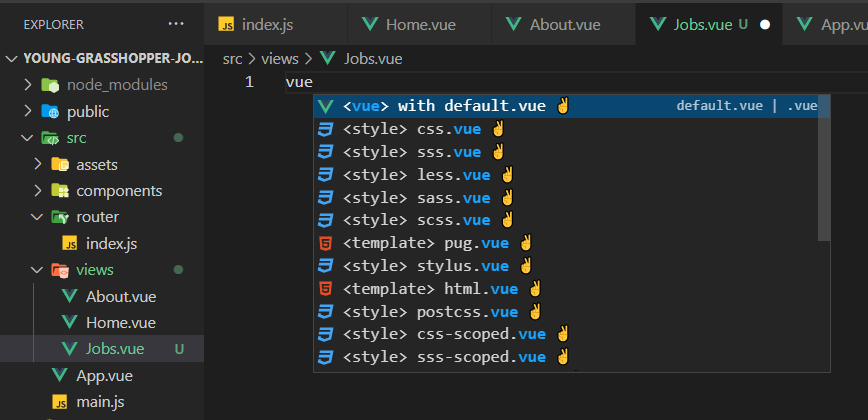 EXPLORER ...
YOUNG-GRASSHOPPER-JO...
node_modules
public
src
assets
components
router
JS index.js
views
About.vue
Home.vue
Jobs.vue U
App.vue
JS main.js
JS index.js Home.vue About.vue Jobs.vue U App.vu
src > views > Jobs.vue
1 vue
<vue> with default.vue ✌ default.vue | .vue
<style> css.vue ✌
<style> sss.vue ✌
<style> less.vue ✌
<style> sass.vue ✌
<style> scss.vue ✌
<template> pug.vue ✌
<style> stylus.vue ✌
<template> html.vue ✌
<style> postcss.vue ✌
<style> css-scoped.vue ✌
<style> sss-scoped.vue ✌